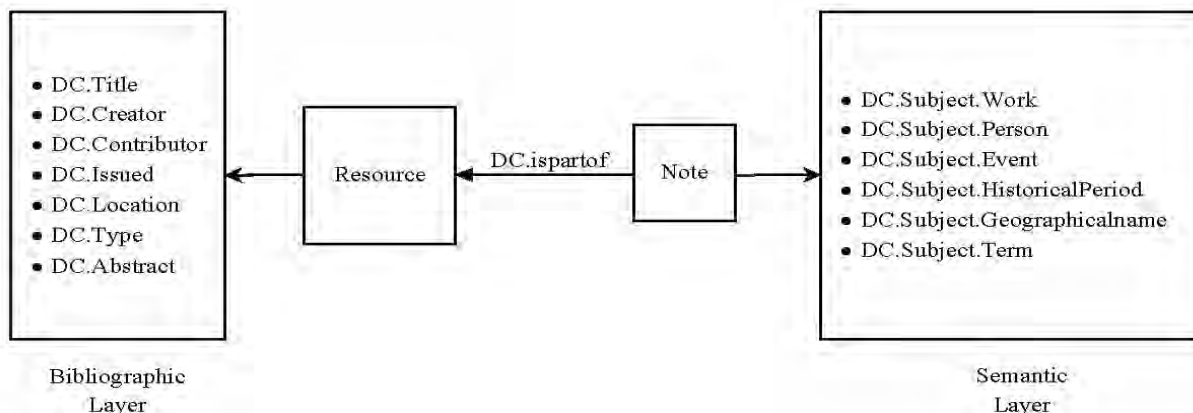 • DC.Title
• DC.Creator
• DC.Contributor
• DC.Issued
• DC.Location
• DC.Type
• DC.Abstract
Bibliographic
Layer
Resource
DC.ispartof
Note
• DC.Subject.Work
• DC.Subject.Person
• DC.Subject.Event
• DC.Subject.HistoricalPeriod
• DC.Subject.Geographicalname
• DC.Subject.Term
Semantic
Layer